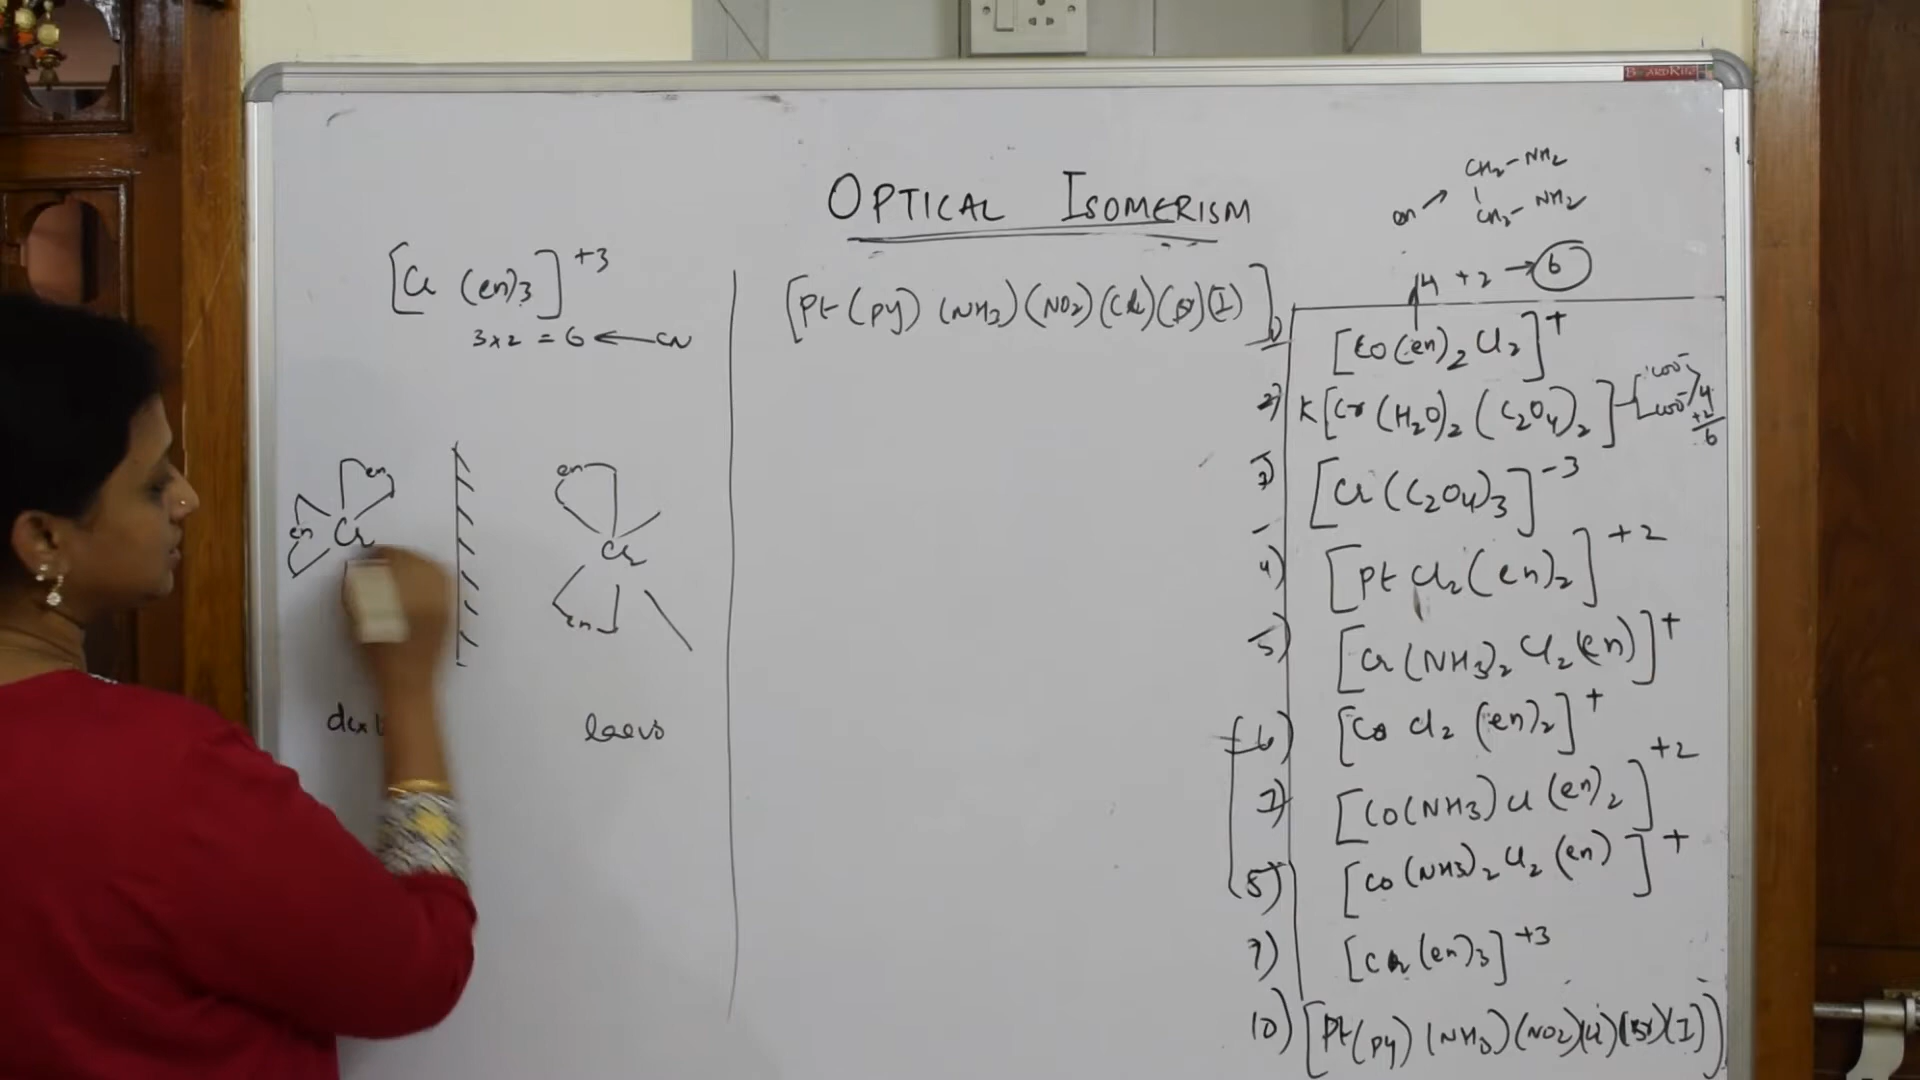 BOARDRITE
OPTICAL ISOMERISM
[Cr (en)3]+3
3x2 = 6 ← CN
en
en
Cr
en
Cr
en
laevo
[Pt (py) (NH3) (NO2) (Cl) (Br) (I)]
en → CH2 - NH2
CH2 - NH2
4 + 2 → 6
1) [Co (en)2 Cl2]+
2) K [Cr (H2O)2 (C2O4)2]
COO-
COO-
4
+2
6
3) [Cr (C2O4)3]-3
4) [Pt Cl2 (en)2]+2
5) [Cr (NH3)2 Cl2 (en)]+
6) [Co Cl2 (en)2]+
7) [Co (NH3) Cl (en)2]+2
8) [Co (NH3)2 Cl2 (en)]+
9) [Cr (en)3]+3
10) [Pt (py) (NH3) (NO2) (Cl) (Br) (I)]